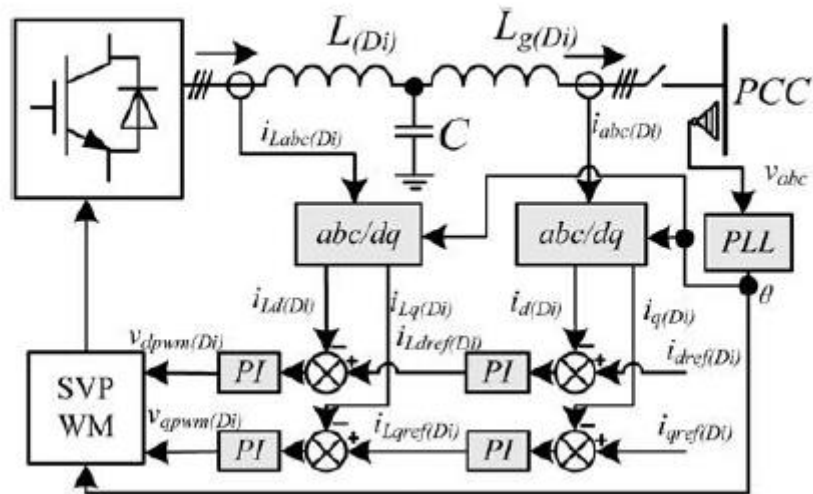 L(Di)
Lg(Di)
PCC
iLabc(Di)
C
iabc(Di)
vabc
abc/dq
abc/dq
PLL
iLd(Di)
iLq(Di)
id(Di)
iq(Di)
θ
vdpwm(Di)
PI
iLdref(Di)
PI
idref(Di)
SVP
WM
vqpwm(Di)
PI
iLqref(Di)
PI
iqref(Di)